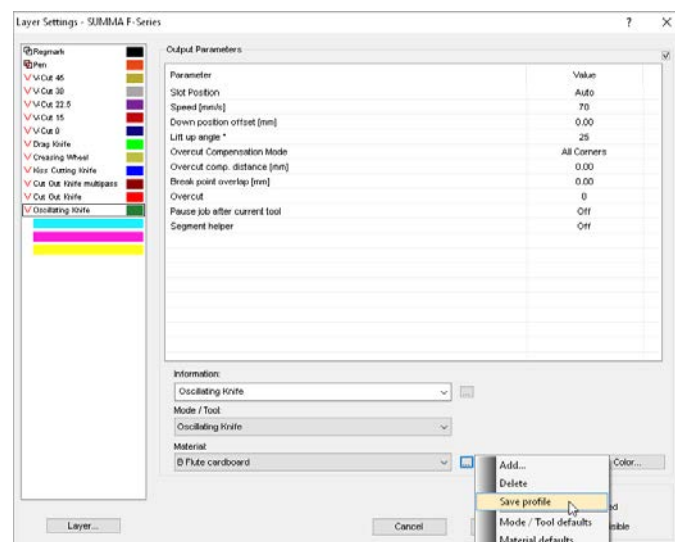 Layer Settings - SUMMA F-Series
Regmark
Pen
V-Cut 45
V-Cut 30
V-Cut 22.5
V-Cut 15
V-Cut 0
Drag Knife
Creasing Wheel
Kiss Cutting Knife
Cut Out Knife multipass
Cut Out Knife
Oscillating Knife
Layer...
Output Parameters
Parameter Value
Slot Position Auto
Speed [mm/s] 70
Down position offset [mm] 0.00
Lift up angle ° 25
Overcut Compensation Mode All Corners
Overcut comp. distance [mm] 0.00
Break point overlap [mm] 0.00
Overcut 0
Pause job after current tool Off
Segment helper Off
Information:
Oscillating Knife
...
Mode / Tool:
Oscillating Knife
Material:
B Flute cardboard
...
Color...
Add...
Delete
Save profile
Mode / Tool defaults
Material defaults
Cancel